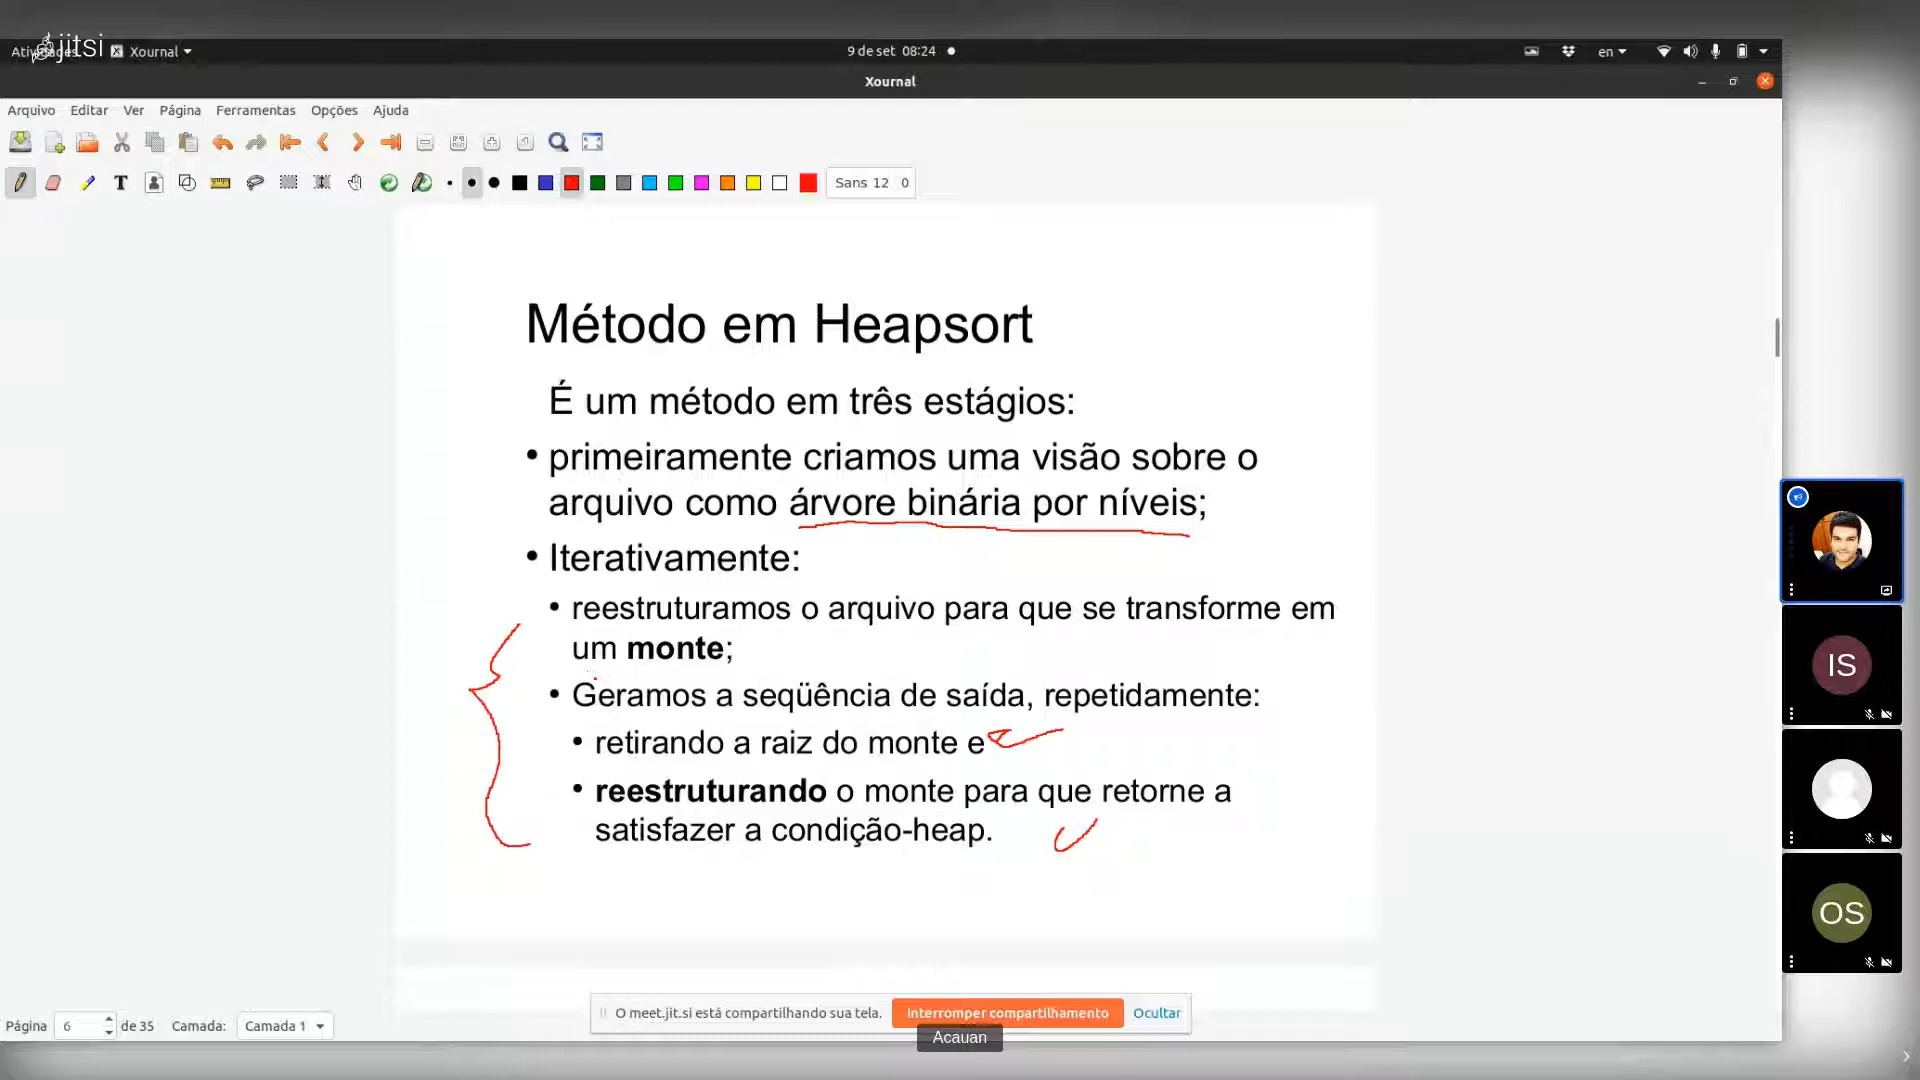 jitsi
Xournal
9 de set 08:24
en
Xournal
Arquivo Editar Ver Página Ferramentas Opções Ajuda
T
Sans 12 0
Método em Heapsort
É um método em três estágios:
• primeiramente criamos uma visão sobre o
arquivo como árvore binária por níveis;
• Iterativamente:
• reestruturamos o arquivo para que se transforme em
um monte;
• Geramos a seqüência de saída, repetidamente:
• retirando a raiz do monte e
• reestruturando o monte para que retorne a
satisfazer a condição-heap.
IS
OS
O meet.jit.si está compartilhando sua tela. Interromper compartilhamento Ocultar
Página 6 de 35 Camada: Camada 1
Acauan